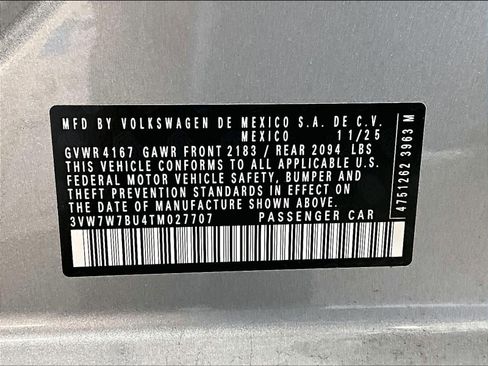 MFD BY VOLKSWAGEN DE MEXICO S.A. DE C.V.
MEXICO 11/25
GVWR 4167 GAWR FRONT 2183 / REAR 2094 LBS
THIS VEHICLE CONFORMS TO ALL APPLICABLE U.S.
FEDERAL MOTOR VEHICLE SAFETY, BUMPER AND
THEFT PREVENTION STANDARDS IN EFFECT ON
THE DATE OF MANUFACTURE SHOWN ABOVE.
3VW7W7BU4TM027707 PASSENGER CAR
4751262 3963 M